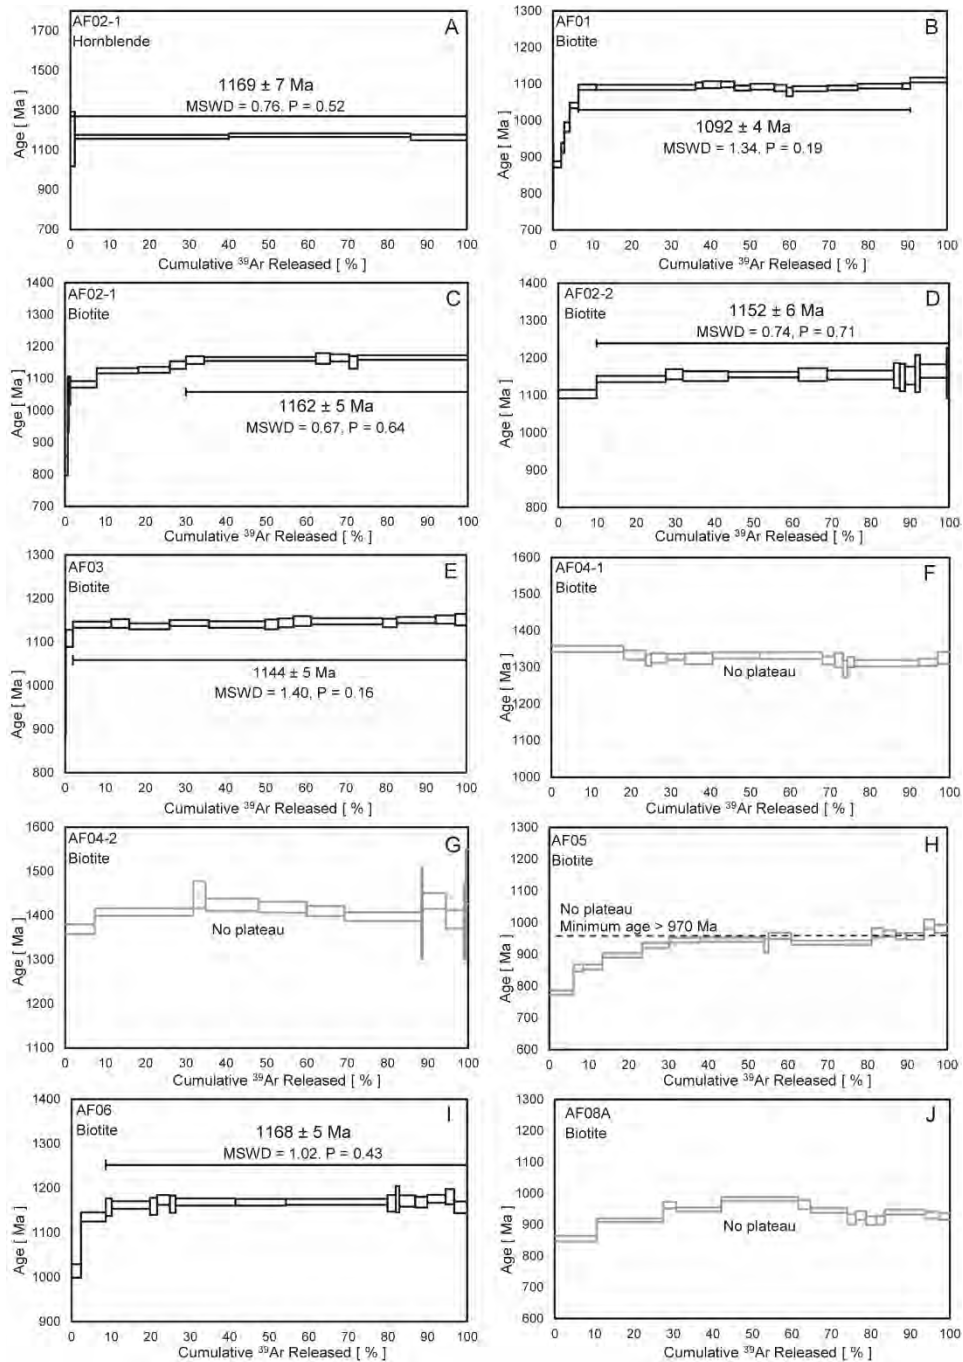 AF02-1
Hornblende
A
1169 ± 7 Ma
MSWD = 0.76, P = 0.52
Age [ Ma ]
1700
1500
1300
1100
900
700
0 10 20 30 40 50 60 70 80 90 100
Cumulative ³⁹Ar Released [ % ]
AF01
Biotite
B
1092 ± 4 Ma
MSWD = 1.34, P = 0.19
Age [ Ma ]
1300
1200
1100
1000
900
800
700
0 10 20 30 40 50 60 70 80 90 100
Cumulative ³⁹Ar Released [ % ]
AF02-1
Biotite
C
1162 ± 5 Ma
MSWD = 0.67, P = 0.64
Age [ Ma ]
1400
1300
1200
1100
1000
900
800
700
0 10 20 30 40 50 60 70 80 90 100
Cumulative ³⁹Ar Released [ % ]
AF02-2
Biotite
D
1152 ± 6 Ma
MSWD = 0.74, P = 0.71
Age [ Ma ]
1400
1300
1200
1100
1000
900
800
0 10 20 30 40 50 60 70 80 90 100
Cumulative ³⁹Ar Released [ % ]
AF03
Biotite
E
1144 ± 5 Ma
MSWD = 1.40, P = 0.16
Age [ Ma ]
1300
1200
1100
1000
900
800
0 10 20 30 40 50 60 70 80 90 100
Cumulative ³⁹Ar Released [ % ]
AF04-1
Biotite
F
No plateau
Age [ Ma ]
1600
1500
1400
1300
1200
1100
1000
0 10 20 30 40 50 60 70 80 90 100
Cumulative ³⁹Ar Released [ % ]
AF04-2
Biotite
G
No plateau
Age [ Ma ]
1600
1500
1400
1300
1200
1100
0 10 20 30 40 50 60 70 80 90 100
Cumulative ³⁹Ar Released [ % ]
AF05
Biotite
H
No plateau
Minimum age > 970 Ma
Age [ Ma ]
1300
1200
1100
1000
900
800
700
600
0 10 20 30 40 50 60 70 80 90 100
Cumulative ³⁹Ar Released [ % ]
AF06
Biotite
I
1168 ± 5 Ma
MSWD = 1.02. P = 0.43
Age [ Ma ]
1400
1300
1200
1100
1000
900
0 10 20 30 40 50 60 70 80 90 100
Cumulative ³⁹Ar Released [ % ]
AF08A
Biotite
J
No plateau
Age [ Ma ]
1300
1200
1100
1000
900
800
700
600
0 10 20 30 40 50 60 70 80 90 100
Cumulative ³⁹Ar Released [ % ]